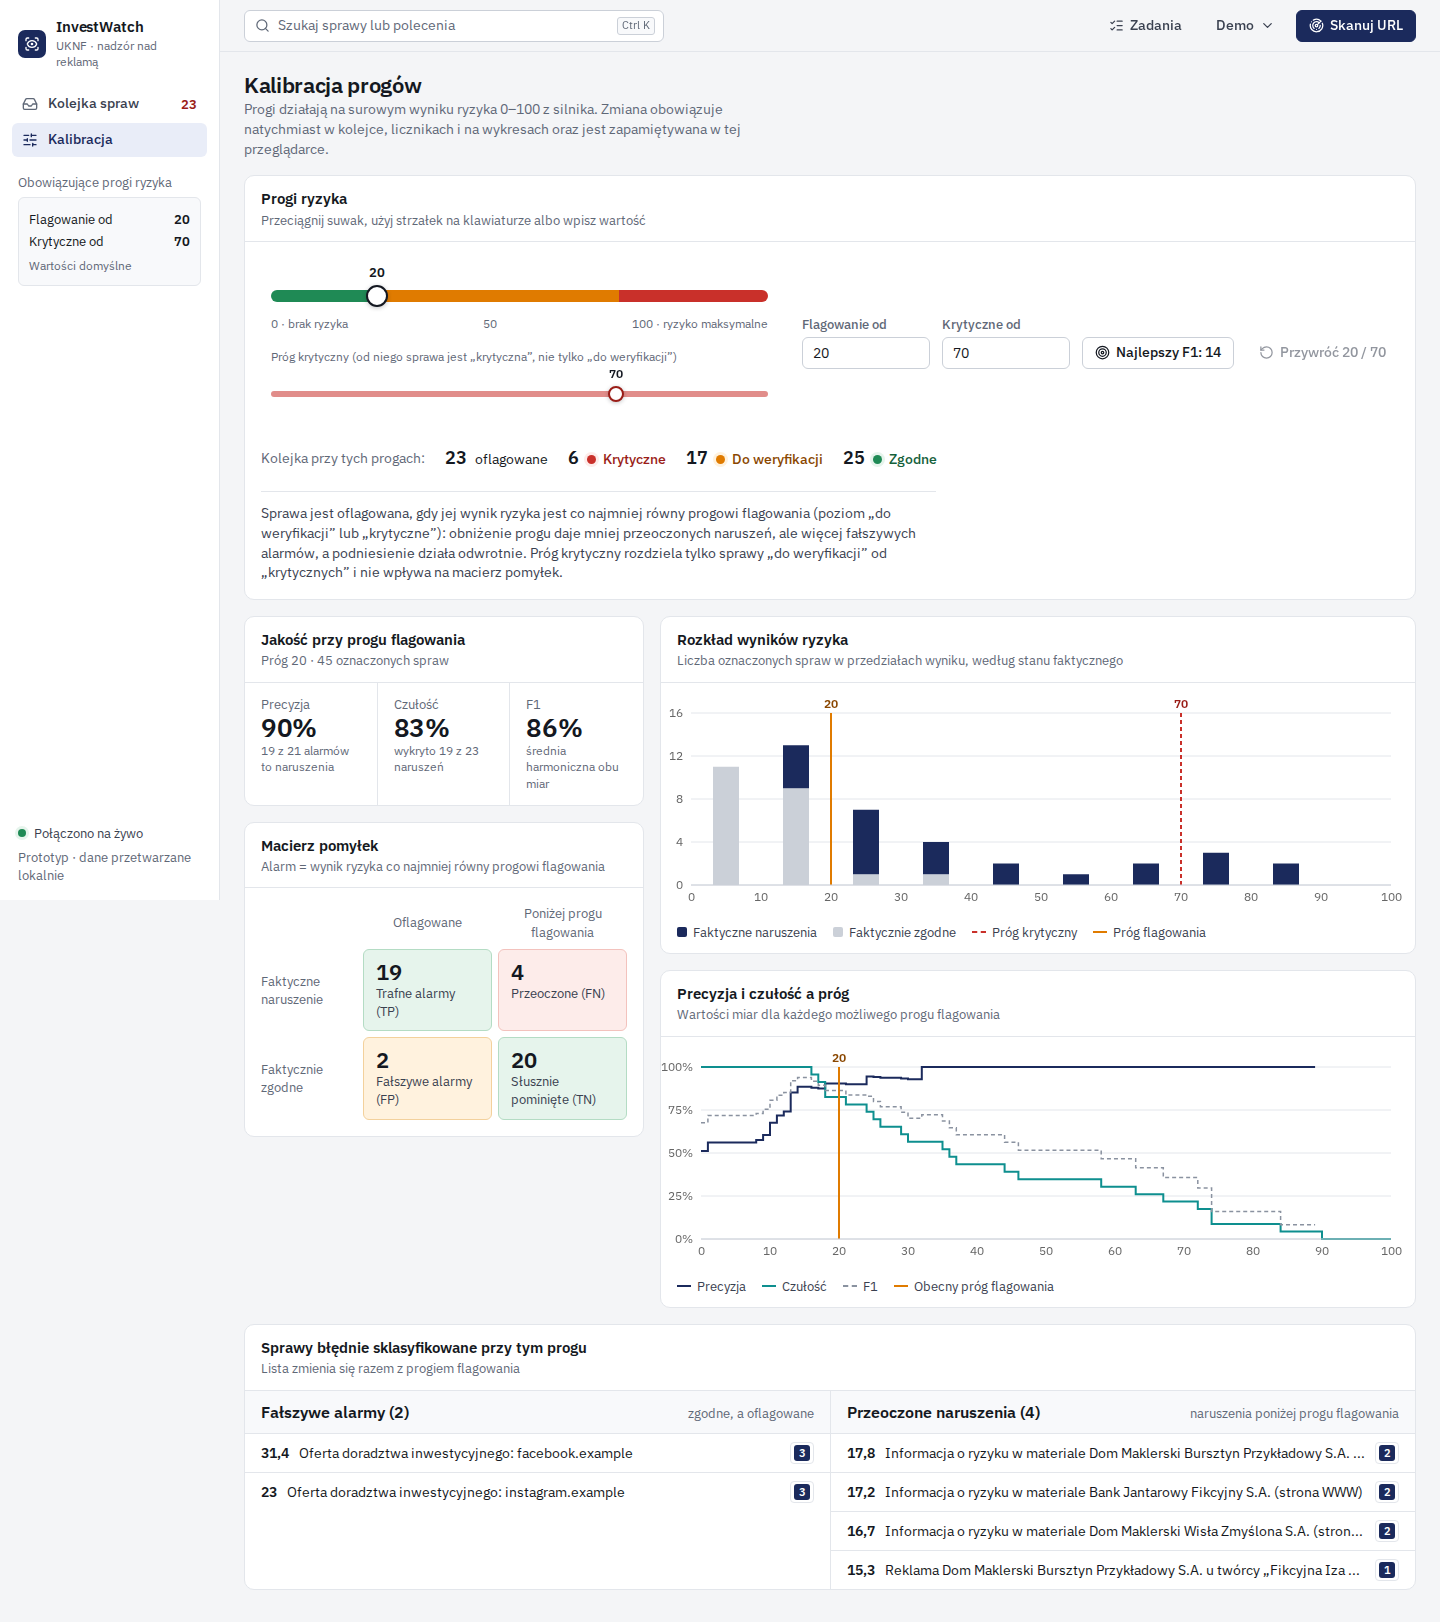 InvestWatch
UKNF · nadzór nad
reklamą
Kolejka spraw 23
Kalibracja
Obowiązujące progi ryzyka
Flagowanie od 20
Krytyczne od 70
Wartości domyślne
Połączono na żywo
Prototyp · dane przetwarzane
lokalnie
Szukaj sprawy lub polecenia Ctrl K
Zadania
Demo
Skanuj URL
Kalibracja progów
Progi działają na surowym wyniku ryzyka 0–100 z silnika. Zmiana obowiązuje
natychmiast w kolejce, licznikach i na wykresach oraz jest zapamiętywana w tej
przeglądarce.
Progi ryzyka
Przeciągnij suwak, użyj strzałek na klawiaturze albo wpisz wartość
20
0 · brak ryzyka 50 100 · ryzyko maksymalne
Próg krytyczny (od niego sprawa jest „krytyczna”, nie tylko „do weryfikacji”)
70
Flagowanie od Krytyczne od
20 70 Najlepszy F1: 14 Przywróć 20 / 70
Kolejka przy tych progach: 23 oflagowane 6 Krytyczne 17 Do weryfikacji 25 Zgodne
Sprawa jest oflagowana, gdy jej wynik ryzyka jest co najmniej równy progowi flagowania (poziom „do
weryfikacji” lub „krytyczne”): obniżenie progu daje mniej przeoczonych naruszeń, ale więcej fałszywych
alarmów, a podniesienie działa odwrotnie. Próg krytyczny rozdziela tylko sprawy „do weryfikacji” od
„krytycznych” i nie wpływa na macierz pomyłek.
Jakość przy progu flagowania
Próg 20 · 45 oznaczonych spraw
Precyzja
90%
19 z 21 alarmów
to naruszenia
Czułość
83%
wykryto 19 z 23
naruszeń
F1
86%
średnia
harmoniczna obu
miar
Macierz pomyłek
Alarm = wynik ryzyka co najmniej równy progowi flagowania
Oflagowane
Poniżej progu
flagowania
Faktyczne
naruszenie
19
Trafne alarmy
(TP)
4
Przeoczone (FN)
Faktycznie
zgodne
2
Fałszywe alarmy
(FP)
20
Słusznie
pominięte (TN)
Rozkład wyników ryzyka
Liczba oznaczonych spraw w przedziałach wyniku, według stanu faktycznego
20 70
16
12
8
4
0
0 10 20 30 40 50 60 70 80 90 100
Faktyczne naruszenia Faktycznie zgodne Próg krytyczny Próg flagowania
Precyzja i czułość a próg
Wartości miar dla każdego możliwego progu flagowania
20
100%
75%
50%
25%
0%
0 10 20 30 40 50 60 70 80 90 100
Precyzja Czułość F1 Obecny próg flagowania
Sprawy błędnie sklasyfikowane przy tym progu
Lista zmienia się razem z progiem flagowania
Fałszywe alarmy (2) zgodne, a oflagowane
31,4 Oferta doradztwa inwestycyjnego: facebook.example 3
23 Oferta doradztwa inwestycyjnego: instagram.example 3
Przeoczone naruszenia (4) naruszenia poniżej progu flagowania
17,8 Informacja o ryzyku w materiale Dom Maklerski Bursztyn Przykładowy S.A. ... 2
17,2 Informacja o ryzyku w materiale Bank Jantarowy Fikcyjny S.A. (strona WWW) 2
16,7 Informacja o ryzyku w materiale Dom Maklerski Wisła Zmyślona S.A. (stron... 2
15,3 Reklama Dom Maklerski Bursztyn Przykładowy S.A. u twórcy „Fikcyjna Iza ... 1